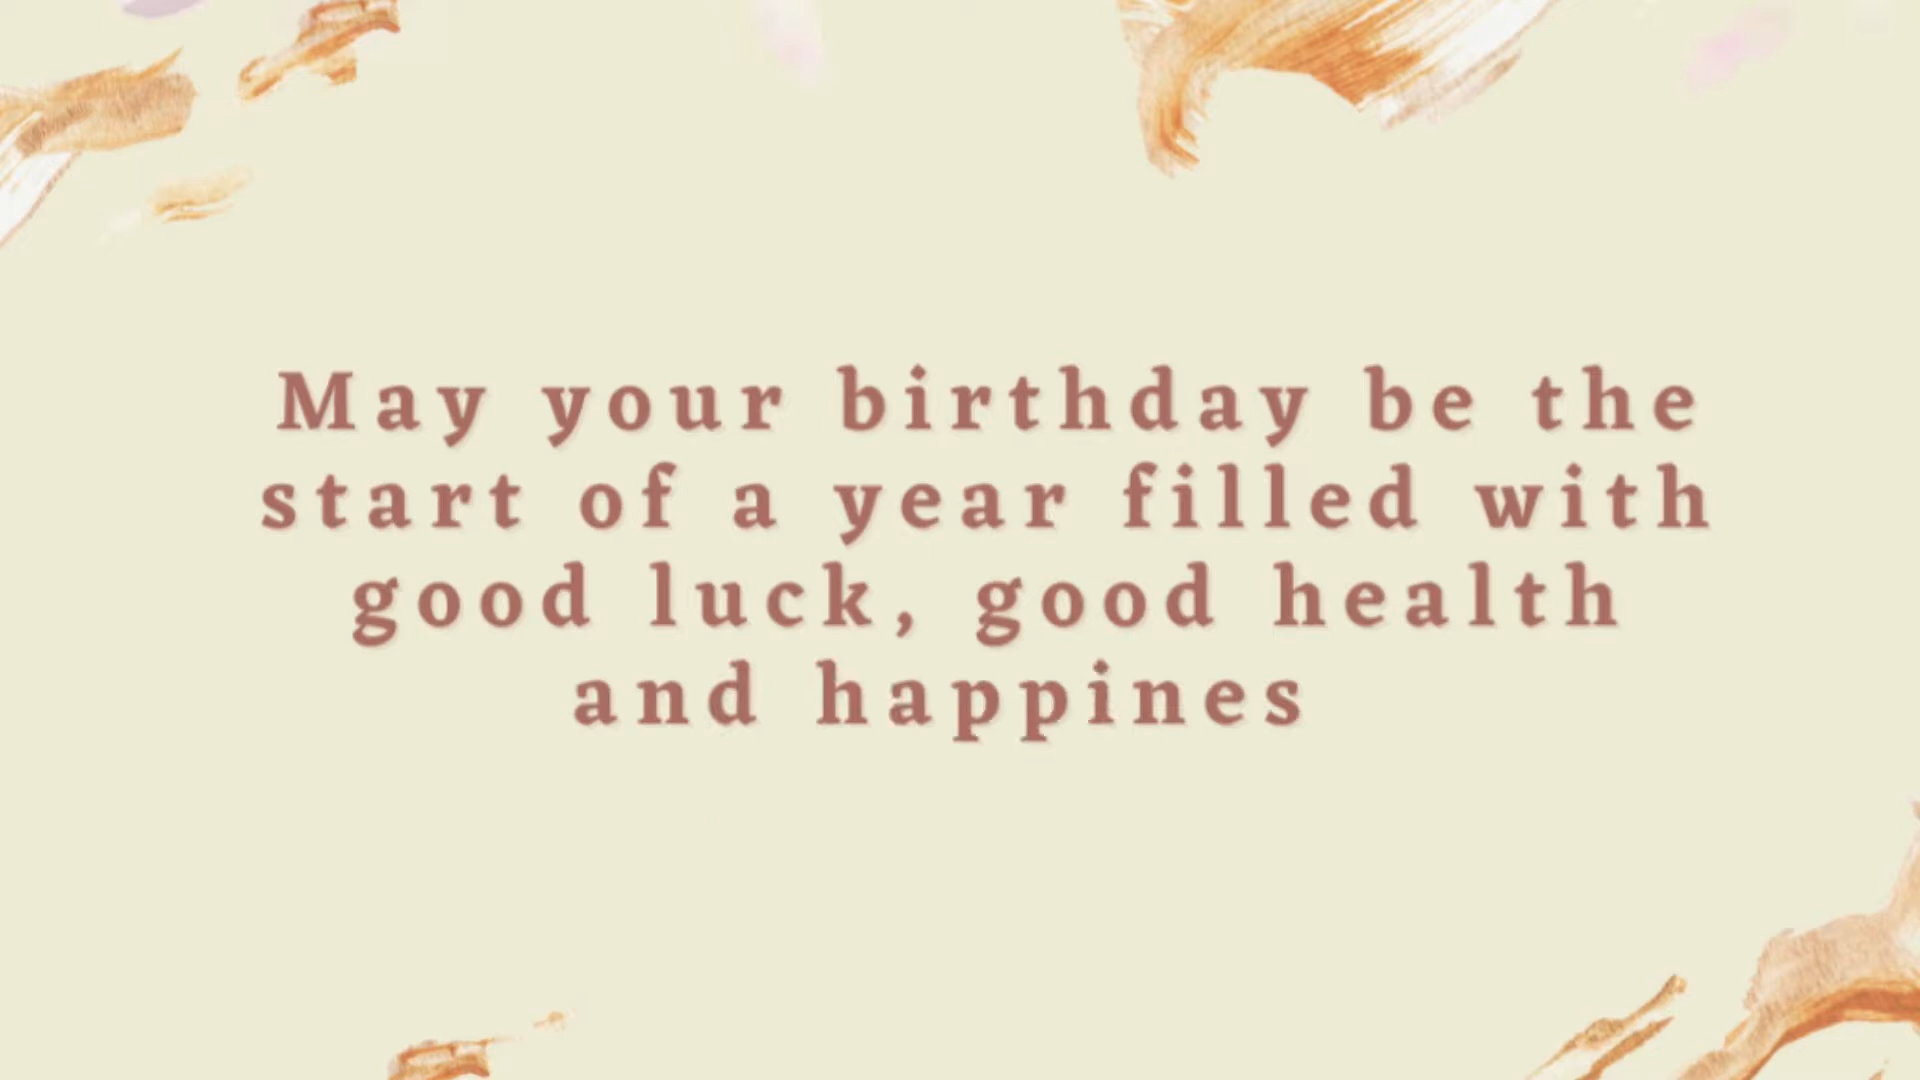 May your birthday be the
start of a year filled with
good luck, good health
and happines